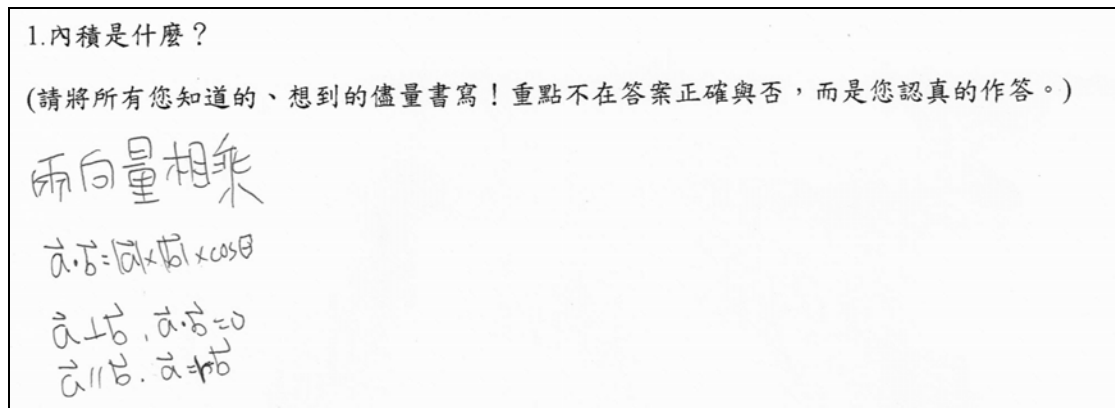 1.內積是什麼?
(請將所有您知道的、想到的儘量書寫!重點不在答案正確與否,而是您認真的作答。)
兩向量相乘
a⃗·b⃗=|a⃗|×|b⃗|×cosθ
a⃗⊥b⃗,a⃗·b⃗=0
a⃗//b⃗.a⃗=